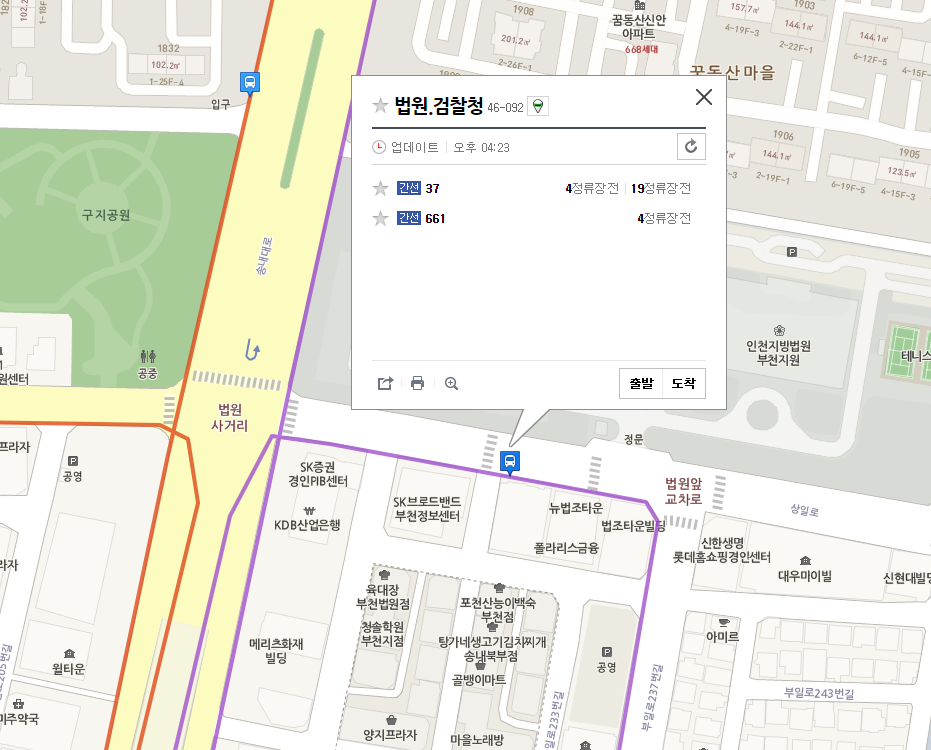 1908
201.2㎡
2-26F-1
꿈동산신안
아파트
668세대
157.7㎡
4-19F-3
1903
144.1㎡
2-22F-1
144.1㎡
6-12F-5
4-15F-3
꿈동산마을
1832
102.2㎡
1-25F-4
입구
법원.검찰청 46-092
업데이트 오후 04:23
간선 37 4정류장 전 19정류장 전
간선 661 4정류장 전
출발 도착
1906
144.1㎡
2-19F-1
1905
123.5㎡
6-19F-5
4-15F-3
구지공원
송내대로
P
인천지방법원
부천지원
테니스
공중
법원
사거리
정문
법원앞
교차로
상일로
프라자
P
공영
SK증권
경인PIB센터
KDB산업은행
SK브로드밴드
부천정보센터
뉴법조타운
법조타운빌딩
폴라리스금융
신한생명
롯데홈쇼핑경인센터
대우미이빌
신현대빌딩
육대장
부천법원점
청솔학원
부천지점
포천산능이백숙
부천점
탕가네생고기김치찌개
송내북부점
골뱅이마트
P
공영
아미르
메리츠화재
빌딩
월타운
미주약국
양지프라자
마을노래방
부일로233번길
부일로237번길
부일로243번길